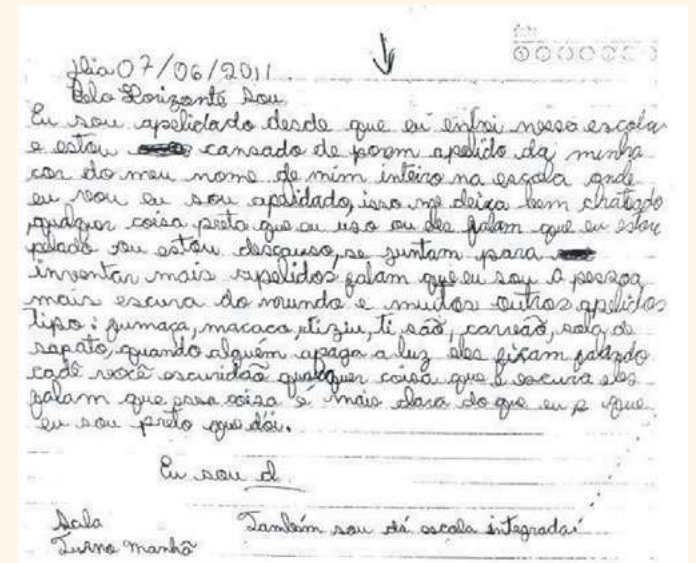 Dia 07/06/2011
Belo Horizonte Sou
Eu sou apelidado desde que eu entrei nessa escola
e estou cansado de porem apelido da minha
cor do meu nome de mim inteiro na escola onde
eu vou eu sou apelidado, isso me deixa bem chateado
qualquer coisa preta que eu uso ou eles falam que eu estou
pelado ou estou descauso, se juntam para
inventar mais apelidos falam que eu sou a pessoa
mais escura do mundo e muitos outros apelidos
tipo: fumaça, macaco, tiziu, ti são, carvão, sola de
sapato, quando alguém apaga a luz eles ficam falando
cadê você escuridão qualquer coisa que é escura eles
falam que essa coisa é mais clara do que eu e que
eu sou preto que dói.
Eu sou d
Sala
Também sou da escola integrada
Turno manhã